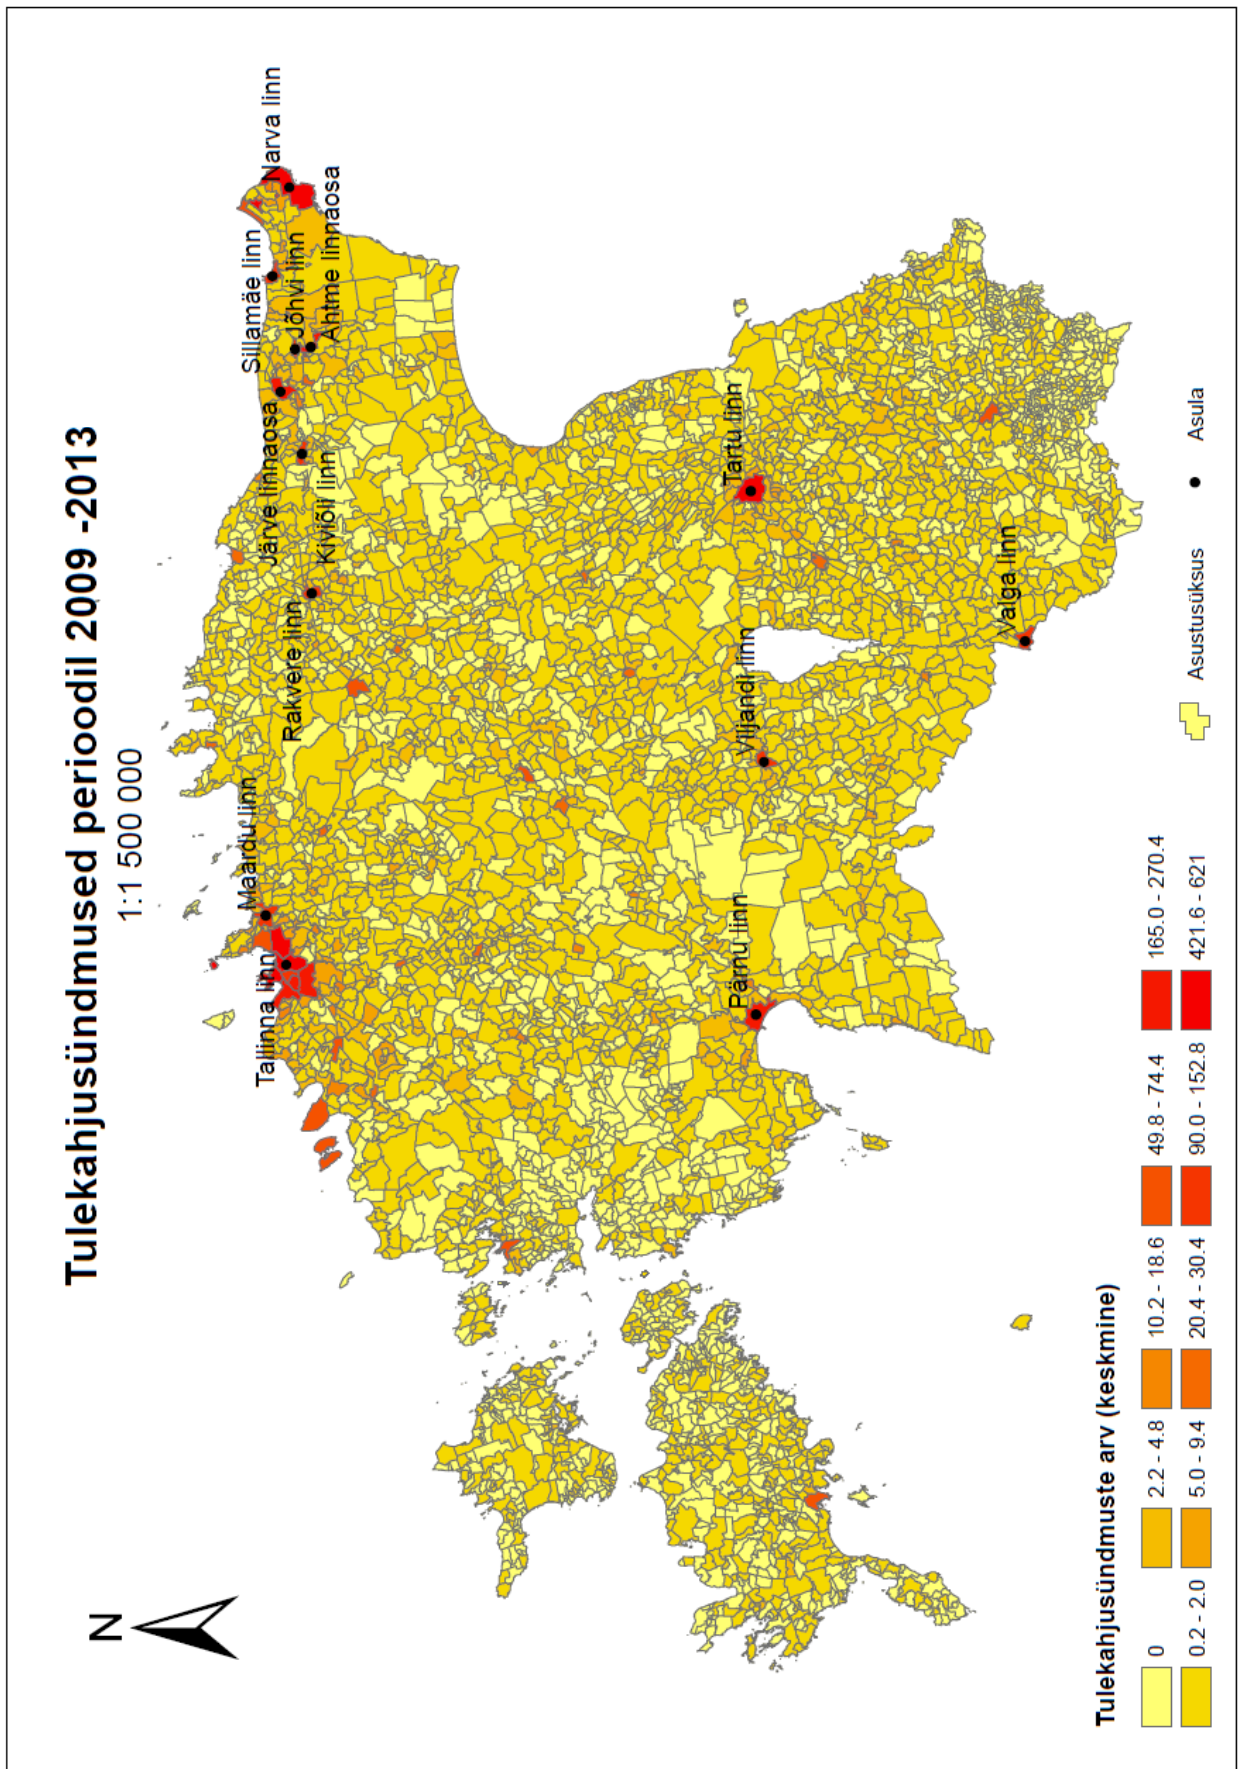 Tulekahjusündmused perioodil 2009 -2013
1:1 500 000
N
Tallinna linn
Maardu linn
Rakvere linn
Järve linnaosa
Kiviõli linn
Sillamäe linn
Jõhvi linn
Ahtme linnaosa
Narva linn
Pärnu linn
Viljandi linn
Tartu linn
Valga linn
Tulekahjusündmuste arv (keskmine)
0
2.2 - 4.8
10.2 - 18.6
49.8 - 74.4
165.0 - 270.4
0.2 - 2.0
5.0 - 9.4
20.4 - 30.4
90.0 - 152.8
421.6 - 621
Asustusüksus
Asula